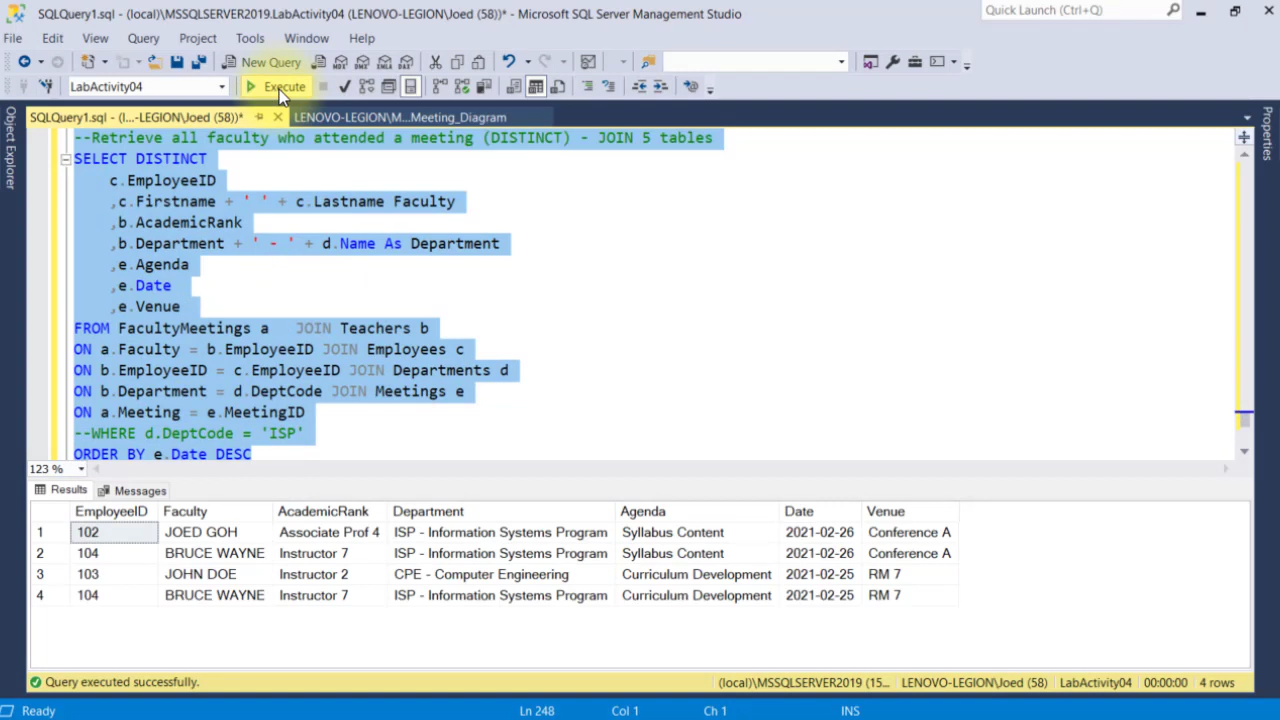 SQLQuery1.sql - (local)\MSSQLSERVER2019.LabActivity04 (LENOVO-LEGION\Joed (58))* - Microsoft SQL Server Management Studio
Quick Launch (Ctrl+Q)
File Edit View Query Project Tools Window Help
New Query MDX DMX XMLA DAX
LabActivity04 Execute
SQLQuery1.sql - (l...-LEGION\Joed (58))* LENOVO-LEGION\M...Meeting_Diagram
Object Explorer
Properties
--Retrieve all faculty who attended a meeting (DISTINCT) - JOIN 5 tables
SELECT DISTINCT
c.EmployeeID
,c.Firstname + ' ' + c.Lastname Faculty
,b.AcademicRank
,b.Department + ' - ' + d.Name As Department
,e.Agenda
,e.Date
,e.Venue
FROM FacultyMeetings a JOIN Teachers b
ON a.Faculty = b.EmployeeID JOIN Employees c
ON b.EmployeeID = c.EmployeeID JOIN Departments d
ON b.Department = d.DeptCode JOIN Meetings e
ON a.Meeting = e.MeetingID
--WHERE d.DeptCode = 'ISP'
ORDER BY e.Date DESC
123 %
Results Messages
EmployeeID Faculty AcademicRank Department Agenda Date Venue
1 102 JOED GOH Associate Prof 4 ISP - Information Systems Program Syllabus Content 2021-02-26 Conference A
2 104 BRUCE WAYNE Instructor 7 ISP - Information Systems Program Syllabus Content 2021-02-26 Conference A
3 103 JOHN DOE Instructor 2 CPE - Computer Engineering Curriculum Development 2021-02-25 RM 7
4 104 BRUCE WAYNE Instructor 7 ISP - Information Systems Program Curriculum Development 2021-02-25 RM 7
Query executed successfully. (local)\MSSQLSERVER2019 (15... LENOVO-LEGION\Joed (58) LabActivity04 00:00:00 4 rows
Ready Ln 248 Col 1 Ch 1 INS